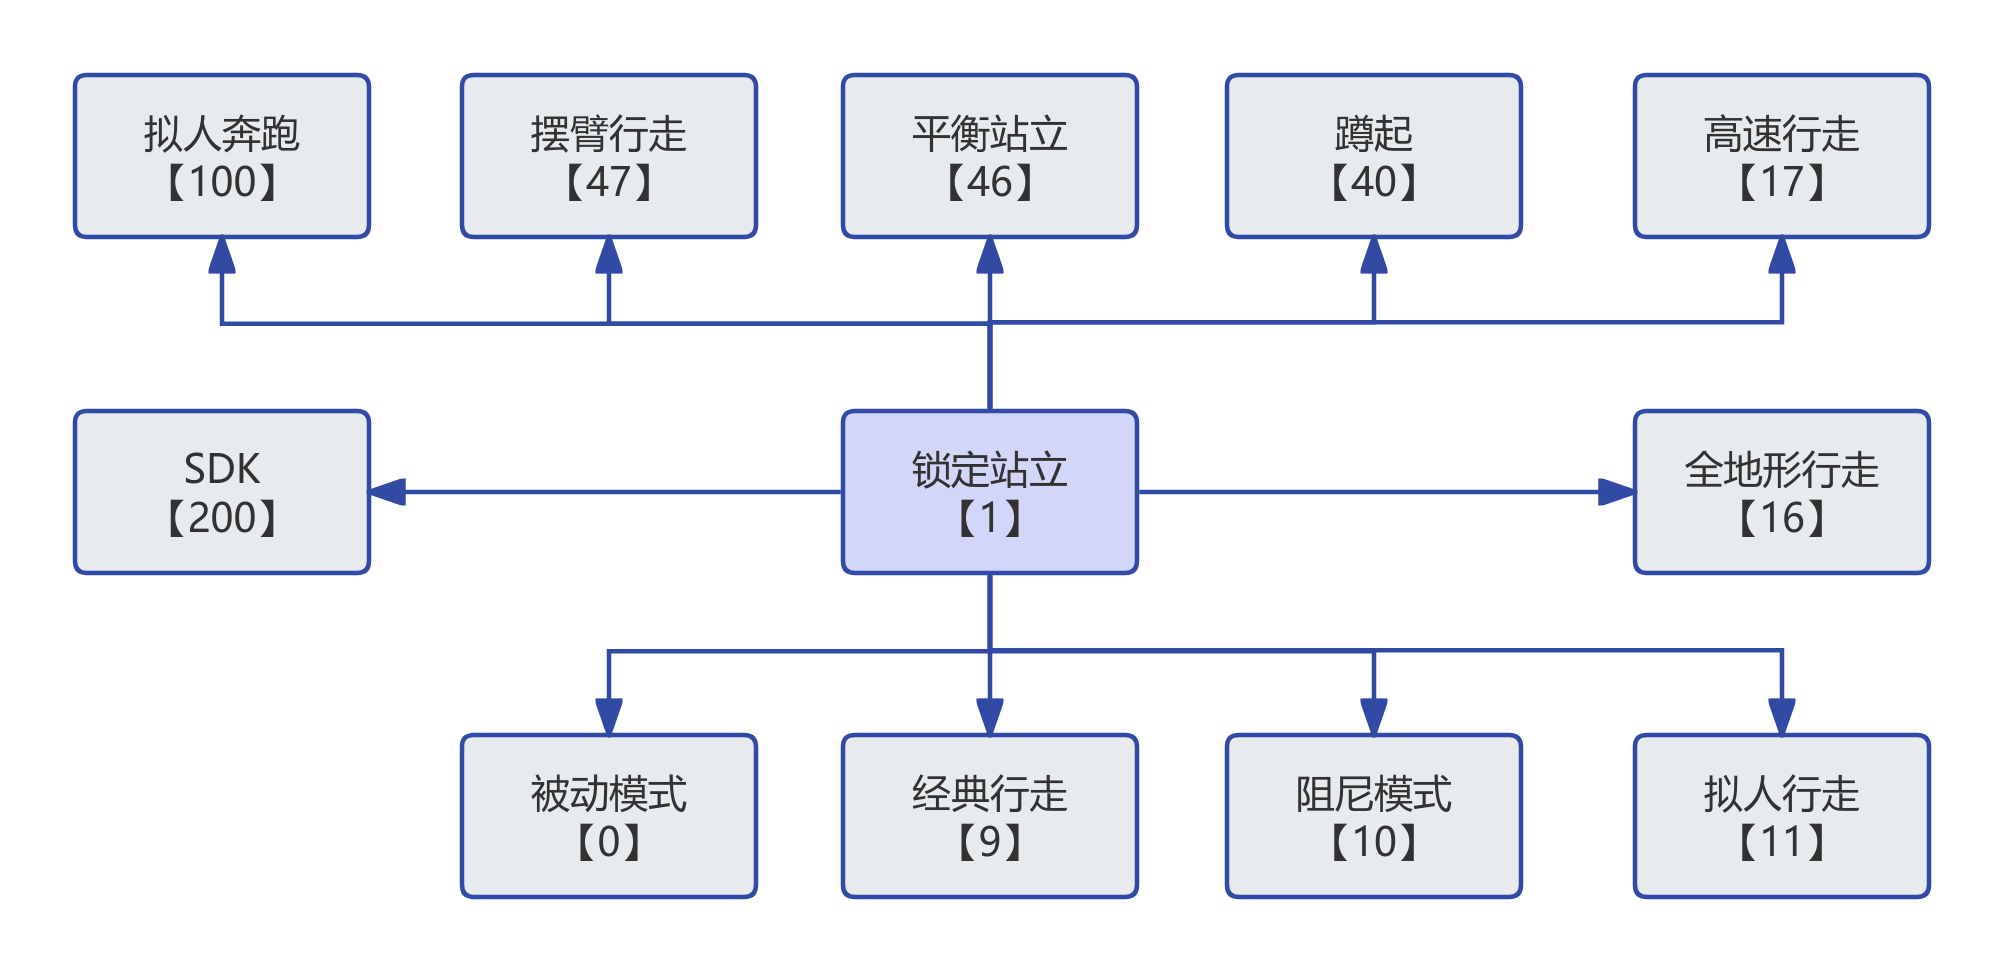 拟人奔跑
【100】
摆臂行走
【47】
平衡站立
【46】
蹲起
【40】
高速行走
【17】
SDK
【200】
锁定站立
【1】
全地形行走
【16】
被动模式
【0】
经典行走
【9】
阻尼模式
【10】
拟人行走
【11】